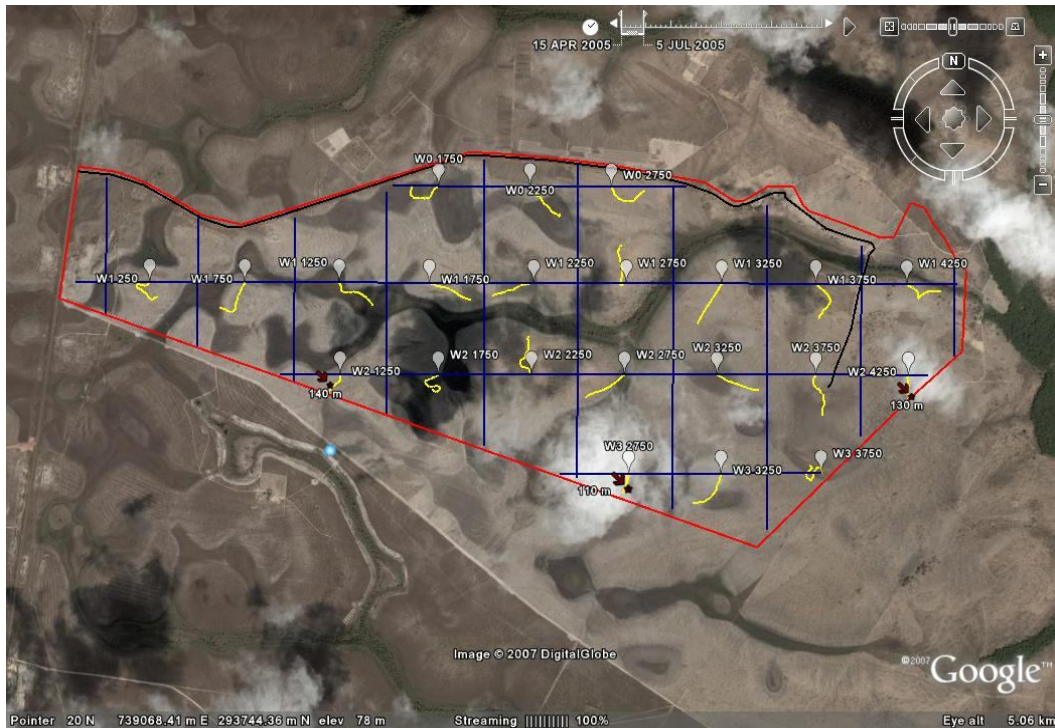 15 APR 2005
5 JUL 2005
N
W0 1750
W0 2250
W0 2750
W1 250
W1 750
W1 1250
W1 1750
W1 2250
W1 2750
W1 3250
W1 3750
W1 4250
W2 1250
W2 1750
W2 2250
W2 2750
W2 3250
W2 3750
W2 4250
140 m
130 m
W3 2750
W3 3250
W3 3750
110 m
Image © 2007 DigitalGlobe
©2007 Google™
Pointer 20 N 739068.41 m E 293744.36 m N elev 78 m Streaming 100% Eye alt 5.06 km